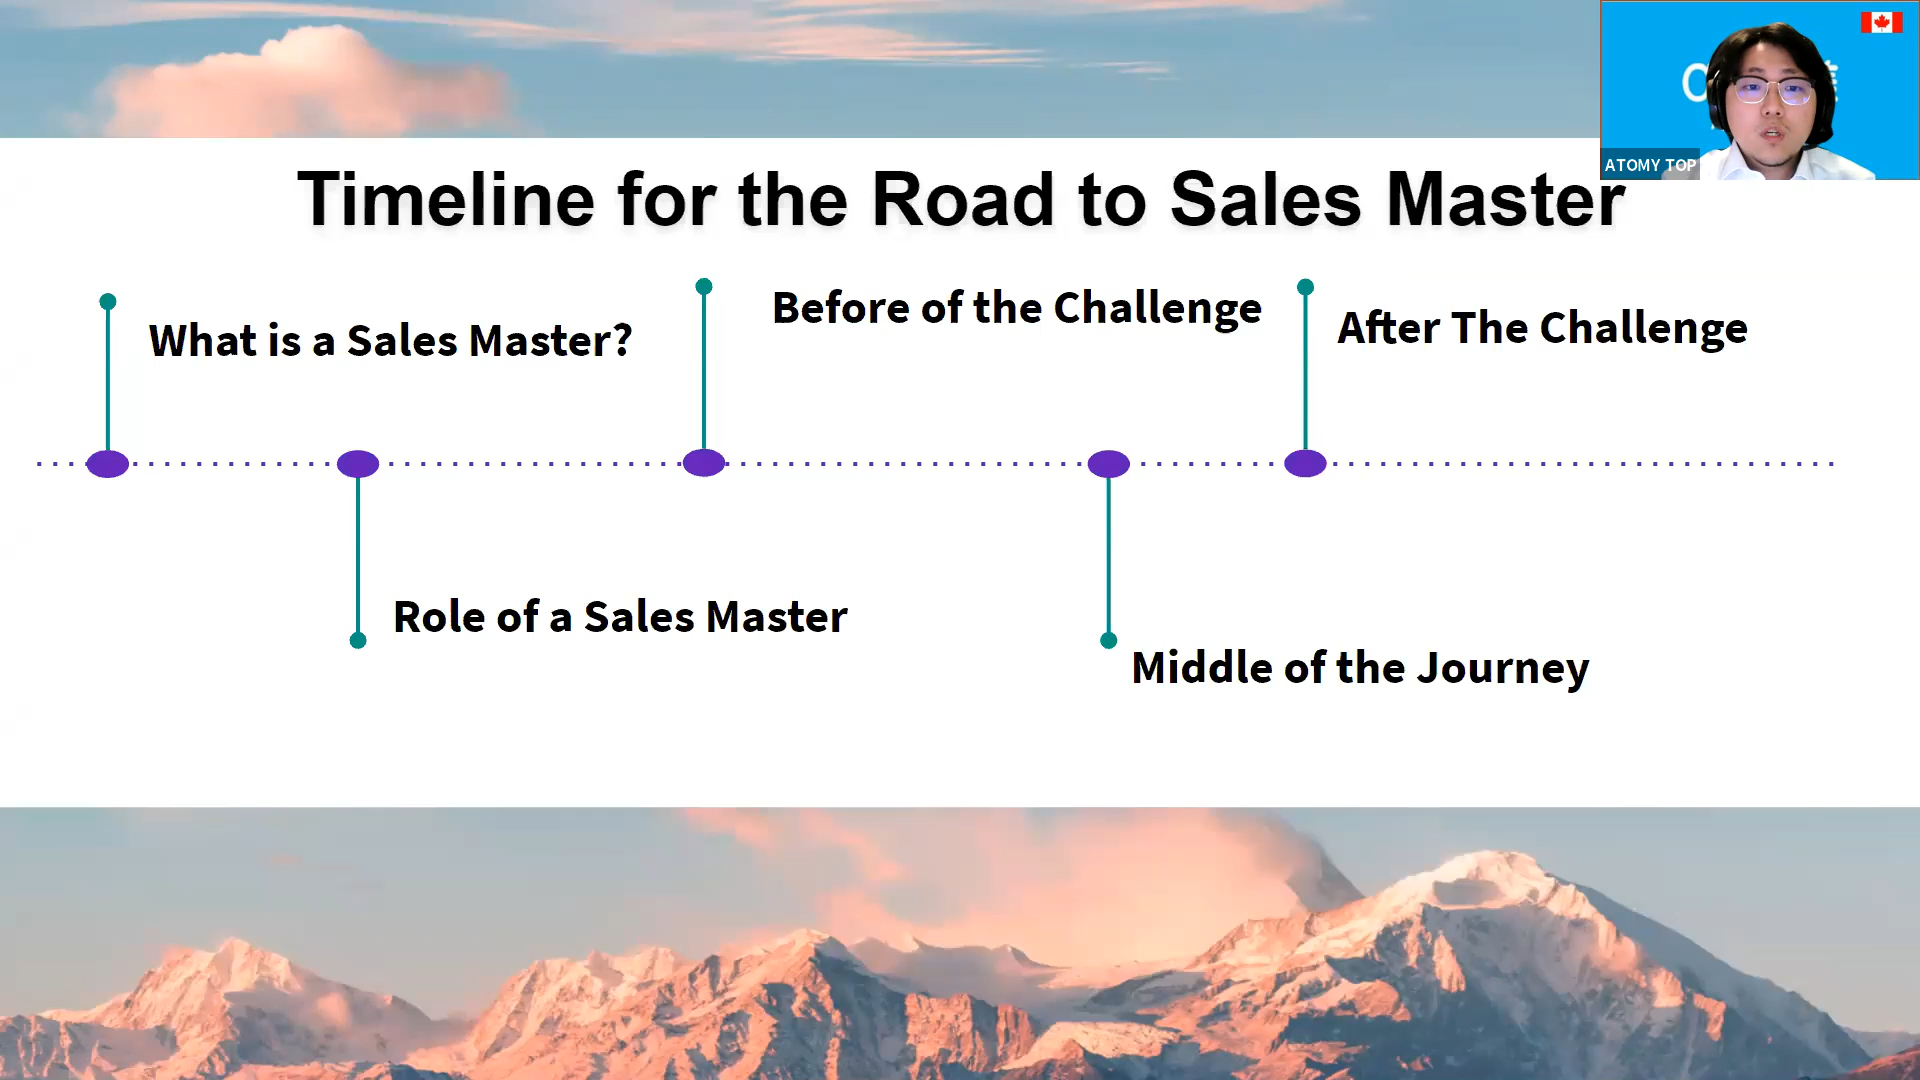 Timeline for the Road to Sales Master
ATOMY TOP
What is a Sales Master?
Before of the Challenge
After The Challenge
Role of a Sales Master
Middle of the Journey